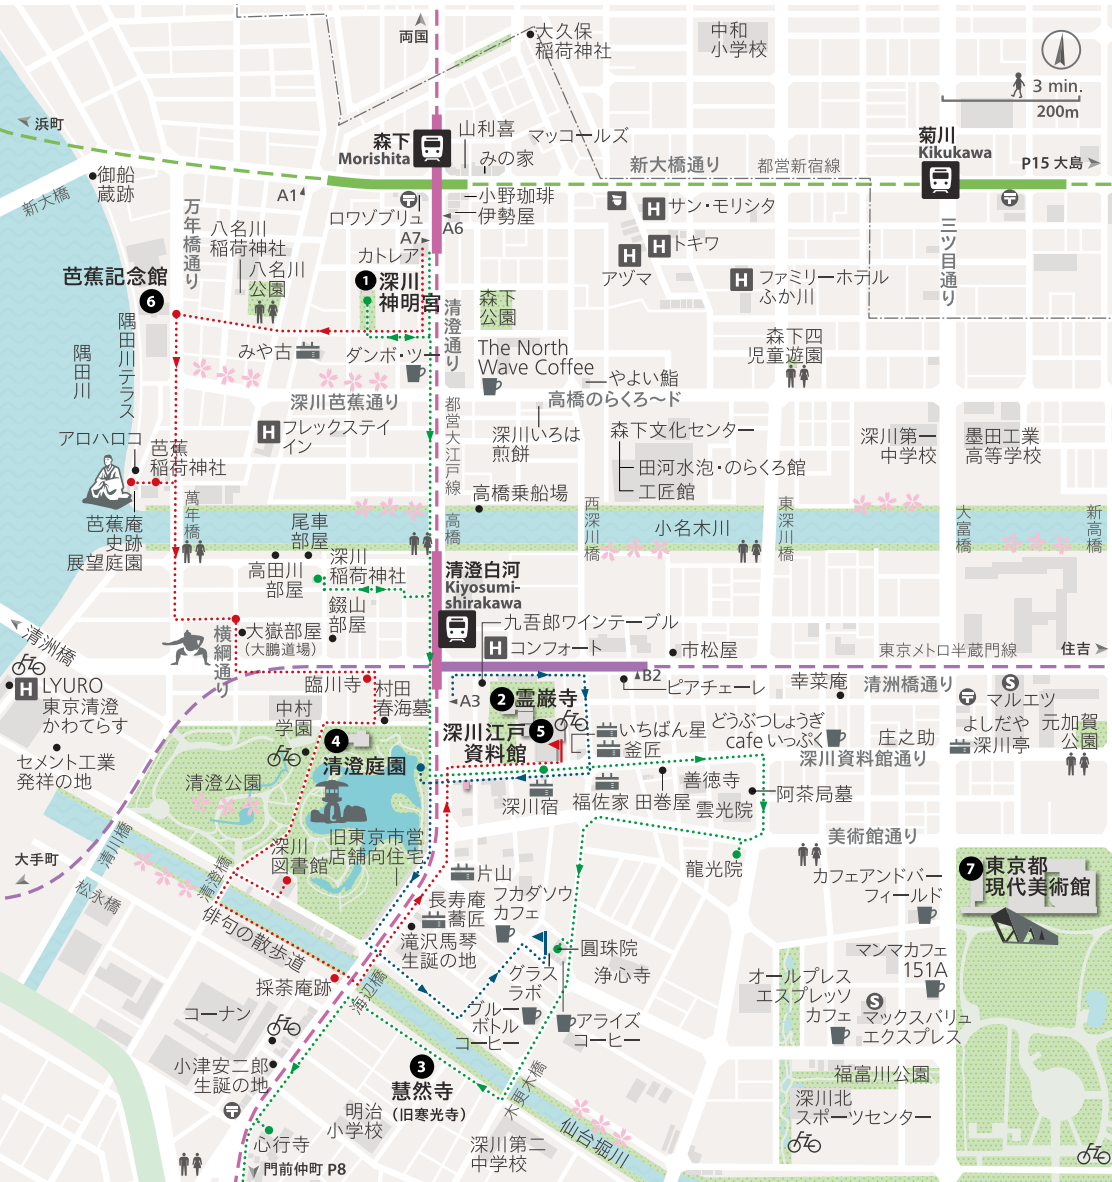 両国
大久保
稲荷神社
中和
小学校
3 min.
200m
浜町
森下
Morishita
山利喜
マッコールズ
みの家
新大橋通り
都営新宿線
菊川
Kikukawa
P15 大島
御船
蔵跡
新大橋
A1
ロワゾブリュ
小野珈琲
伊勢屋
A6
A7
カトレア
サン・モリシタ
トキワ
アヅマ
ファミリーホテル
ふか川
三ツ目通り
万年橋通り
八名川
稲荷神社
八名川
公園
芭蕉記念館
6
1
深川
神明宮
森下
公園
清澄通り
隅田川テラス
隅田川
みや古
ダンボ・ツー
The North
Wave Coffee
やよい鮨
高橋のらくろ～ド
森下四
児童遊園
深川芭蕉通り
フレックステイ
イン
都営大江戸線
深川いろは
煎餅
森下文化センター
田河水泡・のらくろ館
工匠館
深川第一
中学校
墨田工業
高等学校
アロハロコ
芭蕉
稲荷神社
芭蕉庵
史跡
展望庭園
萬年橋
尾車
部屋
高田川
部屋
深川
稲荷神社
高橋乗船場
高橋
西深川橋
小名木川
東深川橋
大富橋
新高橋
清澄白河
Kiyosumi-
shirakawa
錣山
部屋
大嶽部屋
(大鵬道場)
横綱通り
九吾郎ワインテーブル
コンフォート
市松屋
東京メトロ半蔵門線
住吉
清洲橋
LYURO
東京清澄
かわてらす
臨川寺
村田
春海墓
A3
2
霊巌寺
B2
ピアチェーレ
幸菜庵
清洲橋通り
マルエツ
中村
学園
4
清澄庭園
深川江戸
資料館
5
いちばん星
釜匠
どうぶつしょうぎ
cafe いっぷく
庄之助
よしだや
深川亭
元加賀
公園
深川資料館通り
セメント工業
発祥の地
清澄公園
深川宿
福佐家
田巻屋
善徳寺
雲光院
阿茶局墓
大手町
清川橋
清澄橋
深川
図書館
旧東京市営
店舗向住宅
美術館通り
龍光院
カフェアンドバー
フィールド
7
東京都
現代美術館
松永橋
俳句の散歩道
片山
長寿庵
蕎匠
滝沢馬琴
生誕の地
フカダソウ
カフェ
圓珠院
浄心寺
グラス
ラボ
マンマカフェ
151A
オールプレス
エスプレッソ
カフェ
採荼庵跡
海辺橋
コーナン
ブルー
ボトル
コーヒー
アライズ
コーヒー
マックスバリュ
エクスプレス
小津安二郎
生誕の地
3
慧然寺
(旧寒光寺)
木更木橋
福富川公園
深川北
スポーツセンター
明治
小学校
心行寺
深川第二
中学校
仙台堀川
門前仲町 P8